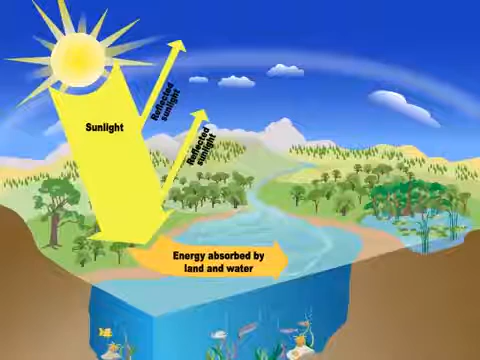 Sunlight
Reflected
sunlight
Reflected
sunlight
Energy absorbed by
land and water